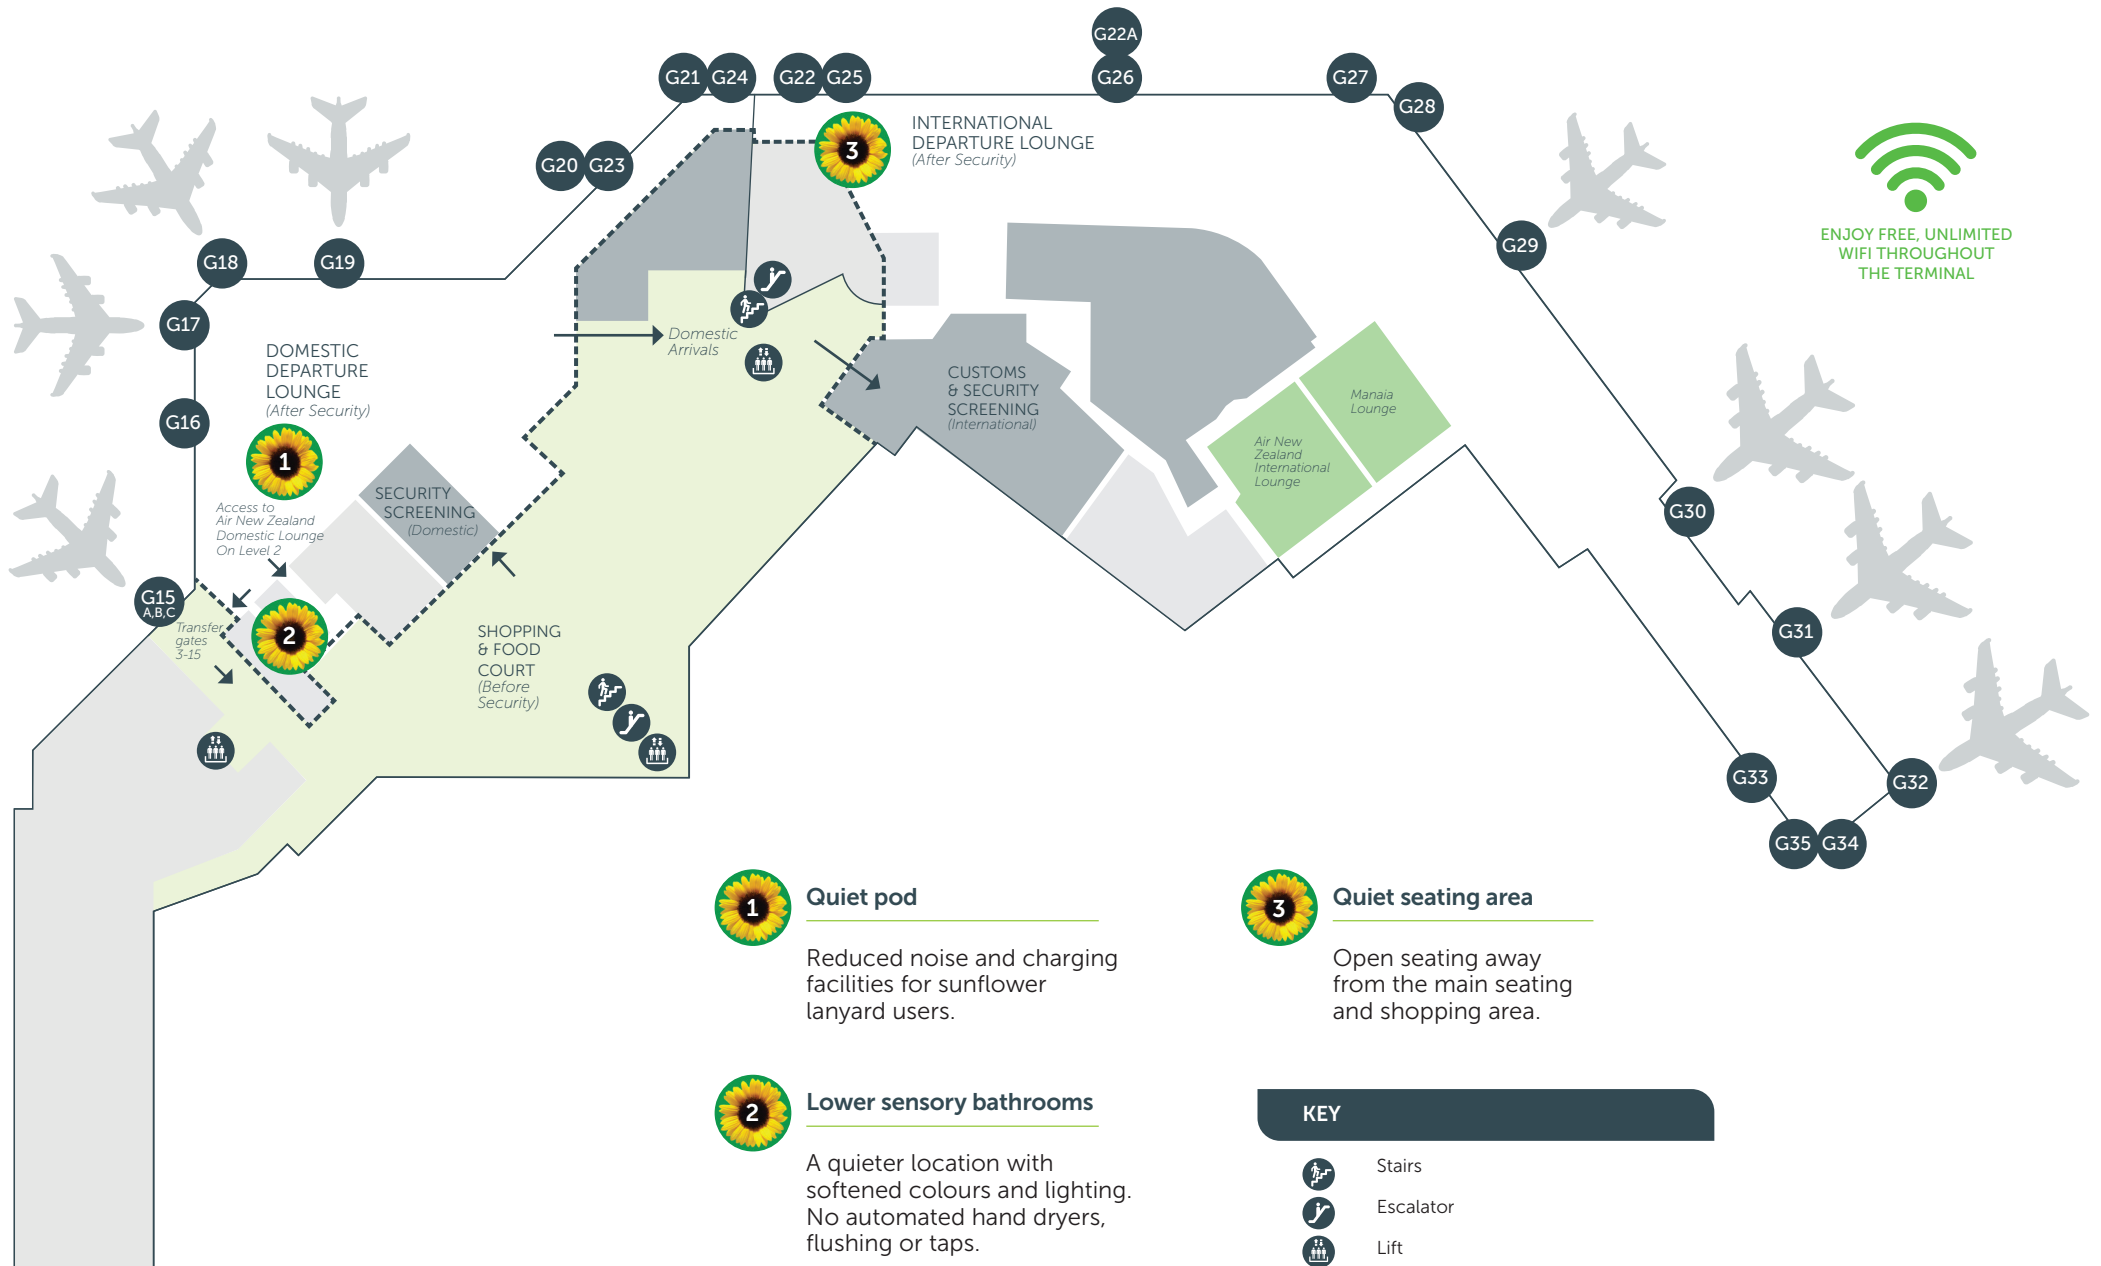 G22A
G21
G24
G22
G25
G26
G27
G28
INTERNATIONAL
DEPARTURE LOUNGE
(After Security)
3
G20
G23
ENJOY FREE, UNLIMITED
WIFI THROUGHOUT
THE TERMINAL
G18
G19
G29
G17
Domestic
Arrivals
DOMESTIC
DEPARTURE
LOUNGE
(After Security)
CUSTOMS
& SECURITY
SCREENING
(International)
Manaia
Lounge
G16
1
Air New
Zealand
International
Lounge
SECURITY
SCREENING
(Domestic)
Access to
Air New Zealand
Domestic Lounge
On Level 2
G30
G15
A,B,C
Transfer
gates
3-15
2
SHOPPING
& FOOD
COURT
(Before
Security)
G31
G33
G32
G35
G34
1
Quiet pod
Reduced noise and charging
facilities for sunflower
lanyard users.
3
Quiet seating area
Open seating away
from the main seating
and shopping area.
2
Lower sensory bathrooms
A quieter location with
softened colours and lighting.
No automated hand dryers,
flushing or taps.
KEY
Stairs
Escalator
Lift